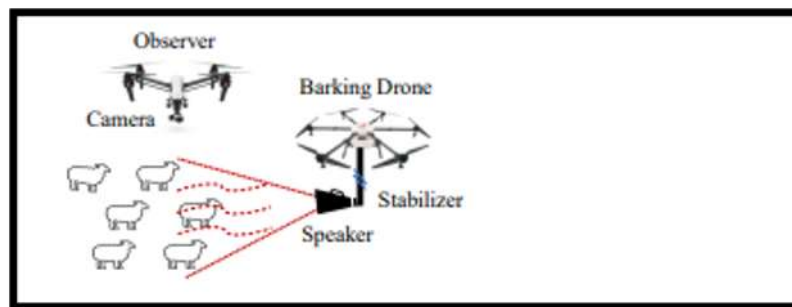 Observer
Barking Drone
Camera
Stabilizer
Speaker